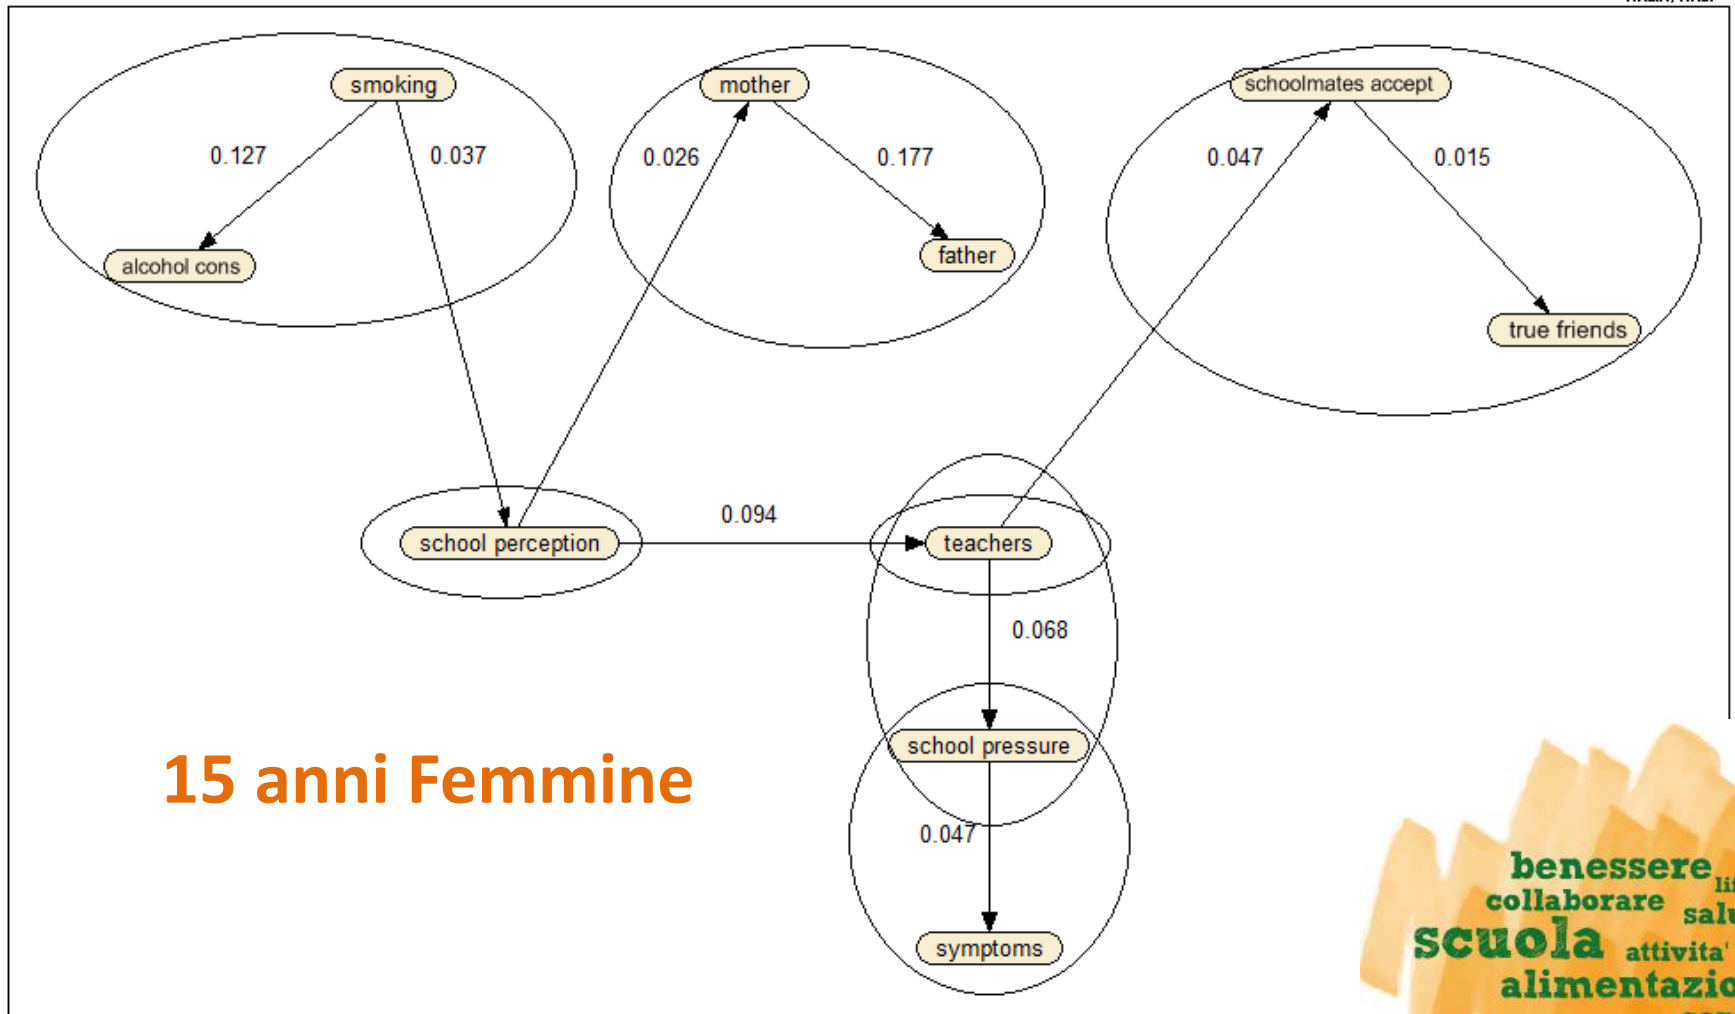 smoking
mother
schoolmates accept
0.127
0.037
0.026
0.177
0.047
0.015
alcohol cons
father
true friends
0.094
school perception
teachers
0.068
school pressure
15 anni Femmine
0.047
symptoms
benessere
collaborare
scuola attivita'